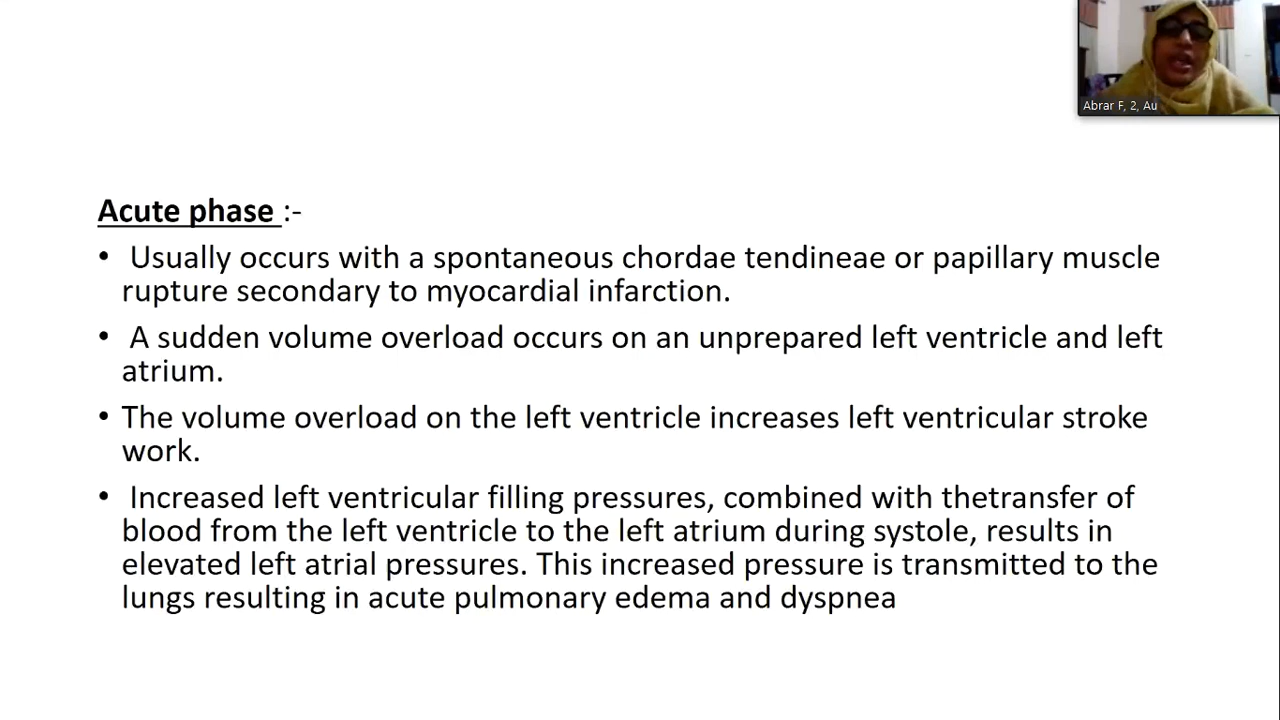 Abrar F, 2, Au
Acute phase :-
• Usually occurs with a spontaneous chordae tendineae or papillary muscle
rupture secondary to myocardial infarction.
• A sudden volume overload occurs on an unprepared left ventricle and left
atrium.
• The volume overload on the left ventricle increases left ventricular stroke
work.
• Increased left ventricular filling pressures, combined with thetransfer of
blood from the left ventricle to the left atrium during systole, results in
elevated left atrial pressures. This increased pressure is transmitted to the
lungs resulting in acute pulmonary edema and dyspnea